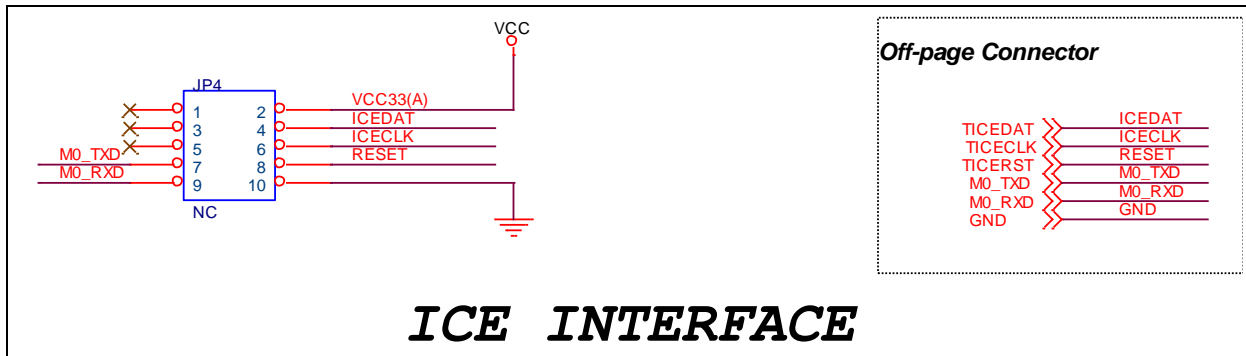 VCC
Off-page Connector
JP4
1 2 VCC33(A)
3 4 ICEDAT
5 6 ICECLK
M0_TXD 7 8 RESET
M0_RXD 9 10
NC
TICEDAT ICEDAT
TICECLK ICECLK
TICERST RESET
M0_TXD M0_TXD
M0_RXD M0_RXD
GND GND
ICE INTERFACE